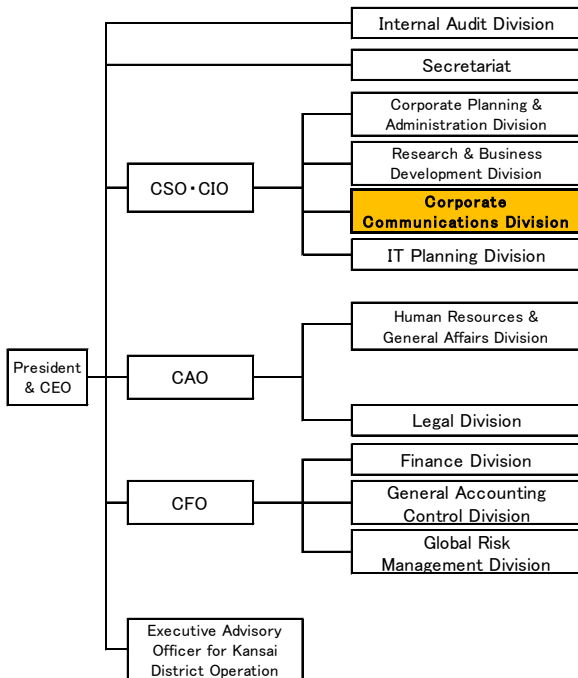 Internal Audit Division
Secretariat
Corporate Planning &
Administration Division
Research & Business
Development Division
CSO・CIO
Corporate
Communications Division
IT Planning Division
Human Resources &
General Affairs Division
President
& CEO
CAO
Legal Division
Finance Division
CFO
General Accounting
Control Division
Global Risk
Management Division
Executive Advisory
Officer for Kansai
District Operation